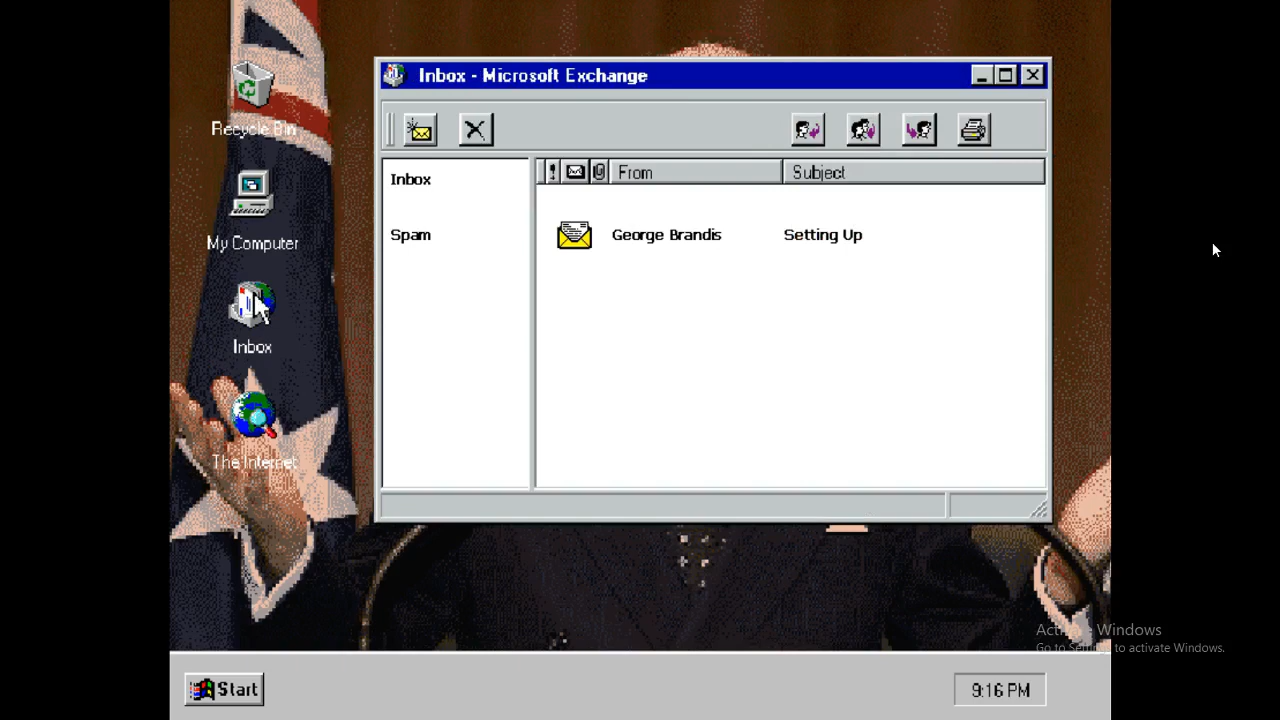 Inbox - Microsoft Exchange
Recycle Bin
From
Subject
Inbox
Spam
George Brandis
Setting Up
My Computer
Inbox
The Internet
Activate Windows
Go to Settings to activate Windows.
Start
9:16 PM